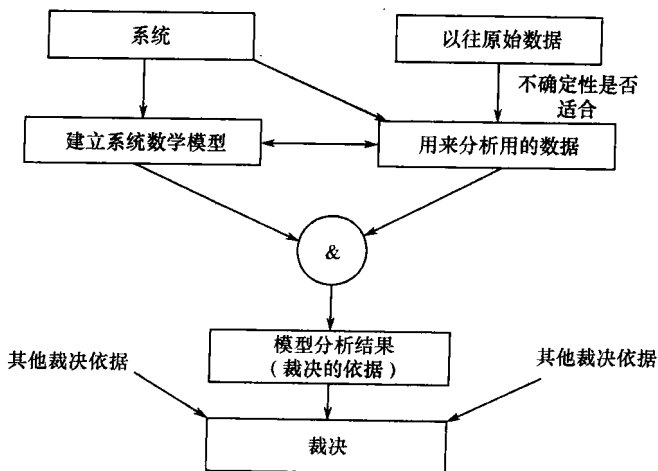 系统
以往原始数据
不确定性是否
适合
建立系统数学模型
用来分析用的数据
&
模型分析结果
(裁决的依据)
其他裁决依据
其他裁决依据
裁决